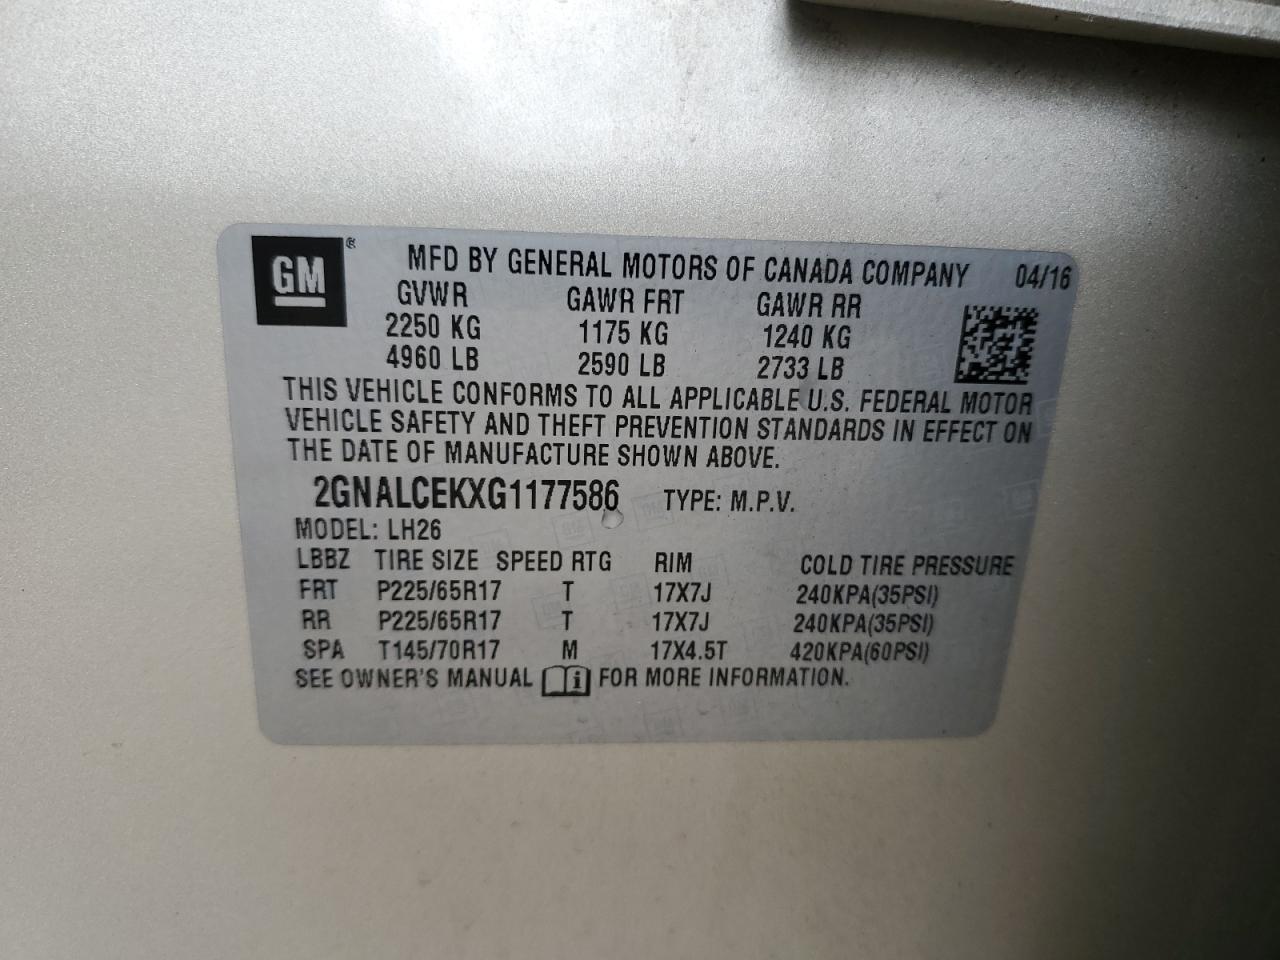 GM ®
MFD BY GENERAL MOTORS OF CANADA COMPANY 04/16
GVWR GAWR FRT GAWR RR
2250 KG 1175 KG 1240 KG
4960 LB 2590 LB 2733 LB
THIS VEHICLE CONFORMS TO ALL APPLICABLE U.S. FEDERAL MOTOR
VEHICLE SAFETY AND THEFT PREVENTION STANDARDS IN EFFECT ON
THE DATE OF MANUFACTURE SHOWN ABOVE.
2GNALCEKXG1177586 TYPE: M.P.V.
MODEL: LH26
LBBZ TIRE SIZE SPEED RTG RIM COLD TIRE PRESSURE
FRT P225/65R17 T 17X7J 240KPA(35PSI)
RR P225/65R17 T 17X7J 240KPA(35PSI)
SPA T145/70R17 M 17X4.5T 420KPA(60PSI)
SEE OWNER'S MANUAL i FOR MORE INFORMATION.